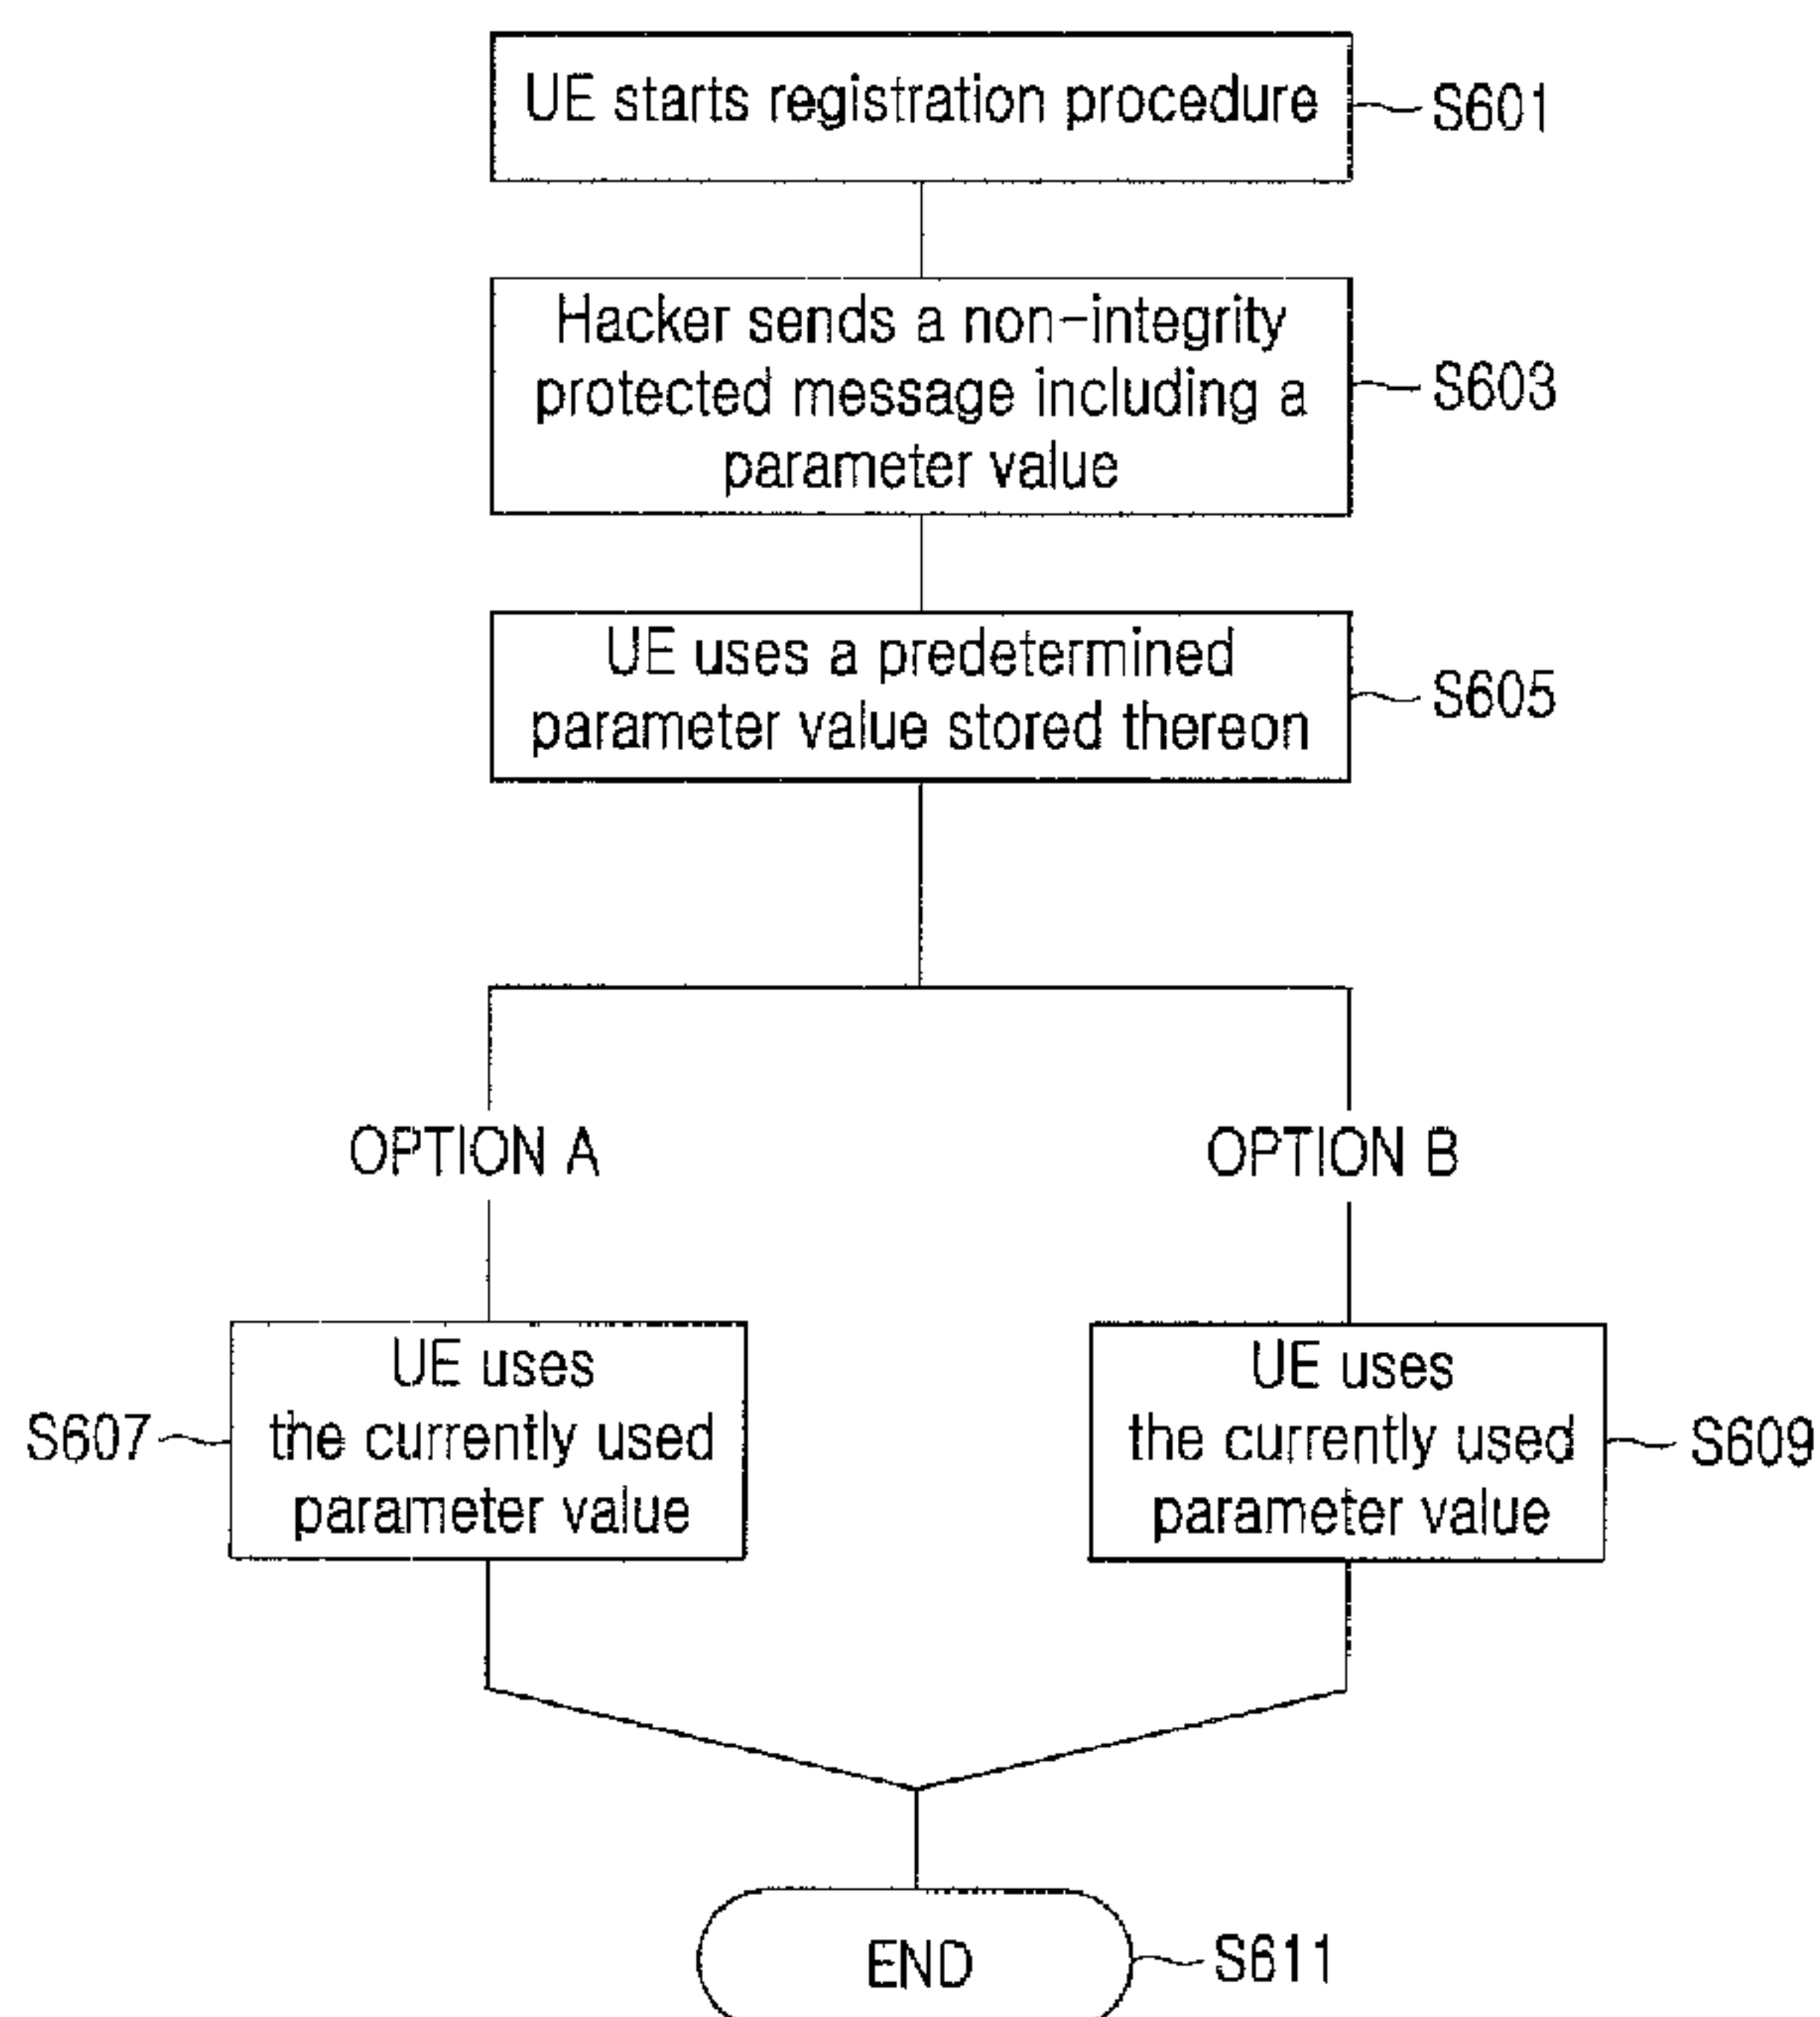 UE starts registration procedure
S601
Hacker sends a non-integrity
protected message including a
parameter value
S603
UE uses a predetermined
parameter value stored thereon
S605
OPTION A
OPTION B
UE uses
the currently used
parameter value
S607
UE uses
the currently used
parameter value
S609
END
S611